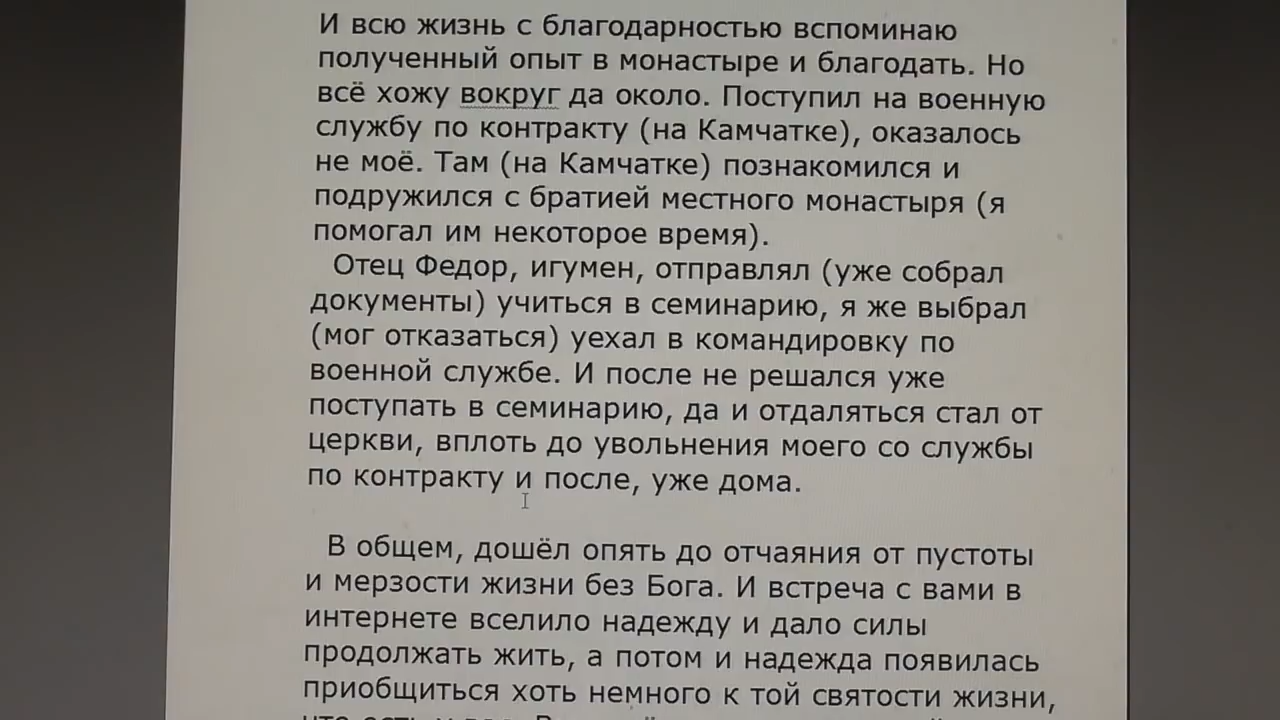 И всю жизнь с благодарностью вспоминаю
полученный опыт в монастыре и благодать. Но
всё хожу вокруг да около. Поступил на военную
службу по контракту (на Камчатке), оказалось
не моё. Там (на Камчатке) познакомился и
подружился с братией местного монастыря (я
помогал им некоторое время).
Отец Федор, игумен, отправлял (уже собрал
документы) учиться в семинарию, я же выбрал
(мог отказаться) уехал в командировку по
военной службе. И после не решался уже
поступать в семинарию, да и отдаляться стал от
церкви, вплоть до увольнения моего со службы
по контракту и после, уже дома.
В общем, дошёл опять до отчаяния от пустоты
и мерзости жизни без Бога. И встреча с вами в
интернете вселило надежду и дало силы
продолжать жить, а потом и надежда появилась
приобщиться хоть немного к той святости жизни,